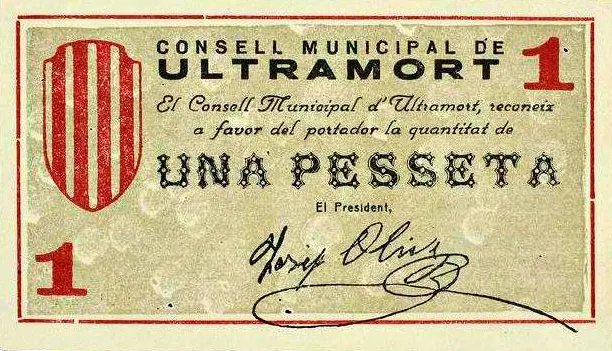 CONSELL MUNICIPAL DE
ULTRAMORT
1
El Consell Municipal d'Ultramort, reconeix
a favor del portador la quantitat de
UNA PESSETA
El President,
1